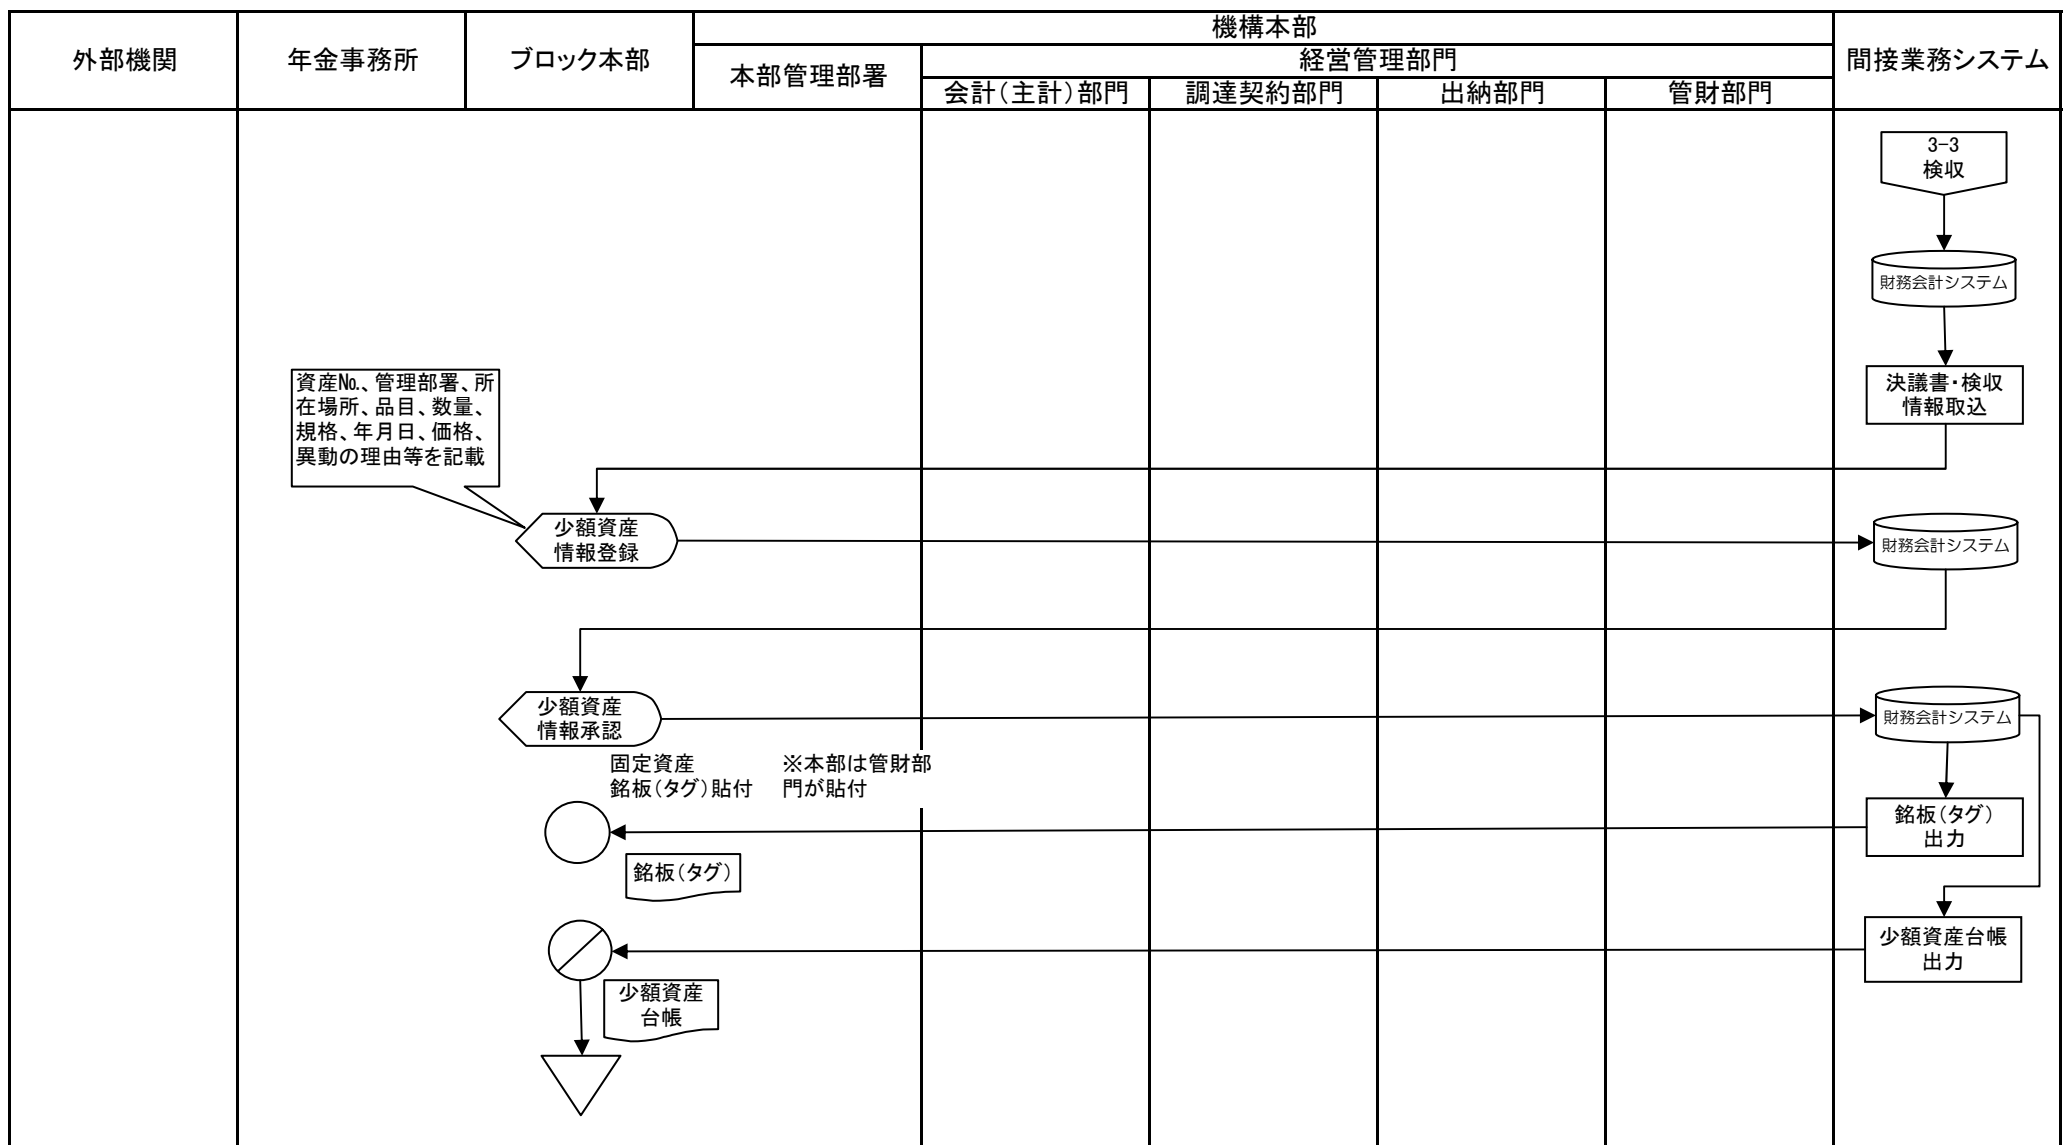 外部機関
年金事務所
ブロック本部
機構本部
本部管理部署
経営管理部門
会計（主計）部門
調達契約部門
出納部門
管財部門
間接業務システム
3-3
検収
財務会計システム
決議書・検収
情報取込
資産№、管理部署、所
在場所、品目、数量、
規格、年月日、価格、
異動の理由等を記載
少額資産
情報登録
財務会計システム
少額資産
情報承認
財務会計システム
固定資産
銘板（タグ）貼付
※本部は管財部
門が貼付
銘板（タグ）
出力
銘板（タグ）
少額資産台帳
出力
少額資産
台帳